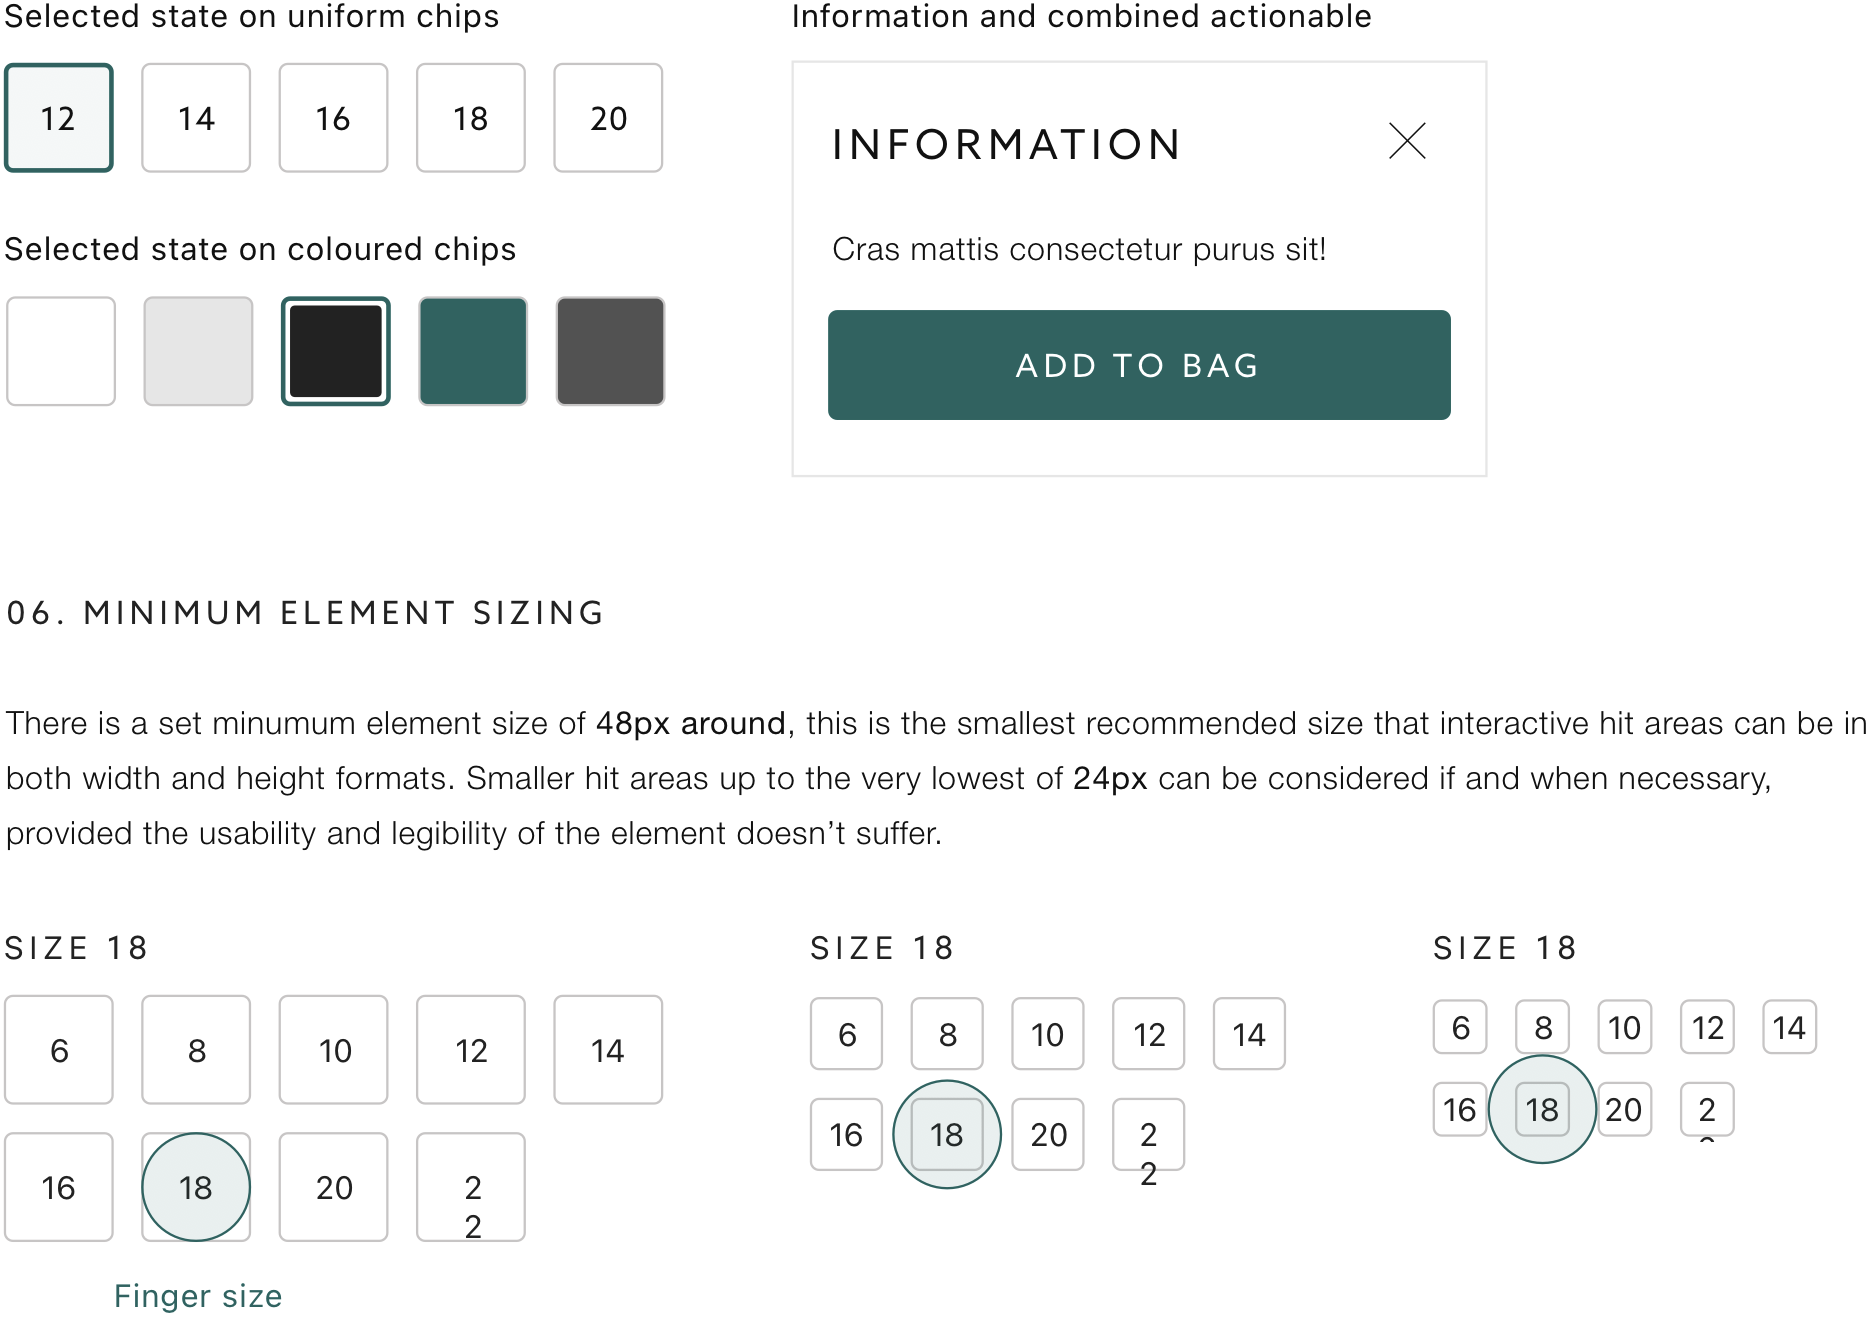 Selected state on uniform chips
12 14 16 18 20
Selected state on coloured chips
Information and combined actionable
INFORMATION
Cras mattis consectetur purus sit!
ADD TO BAG
06. MINIMUM ELEMENT SIZING
There is a set minumum element size of 48px around, this is the smallest recommended size that interactive hit areas can be in
both width and height formats. Smaller hit areas up to the very lowest of 24px can be considered if and when necessary,
provided the usability and legibility of the element doesn’t suffer.
SIZE 18
6 8 10 12 14
16 18 20 2
2
Finger size
SIZE 18
6 8 10 12 14
16 18 20 2
2
SIZE 18
6 8 10 12 14
16 18 20 2